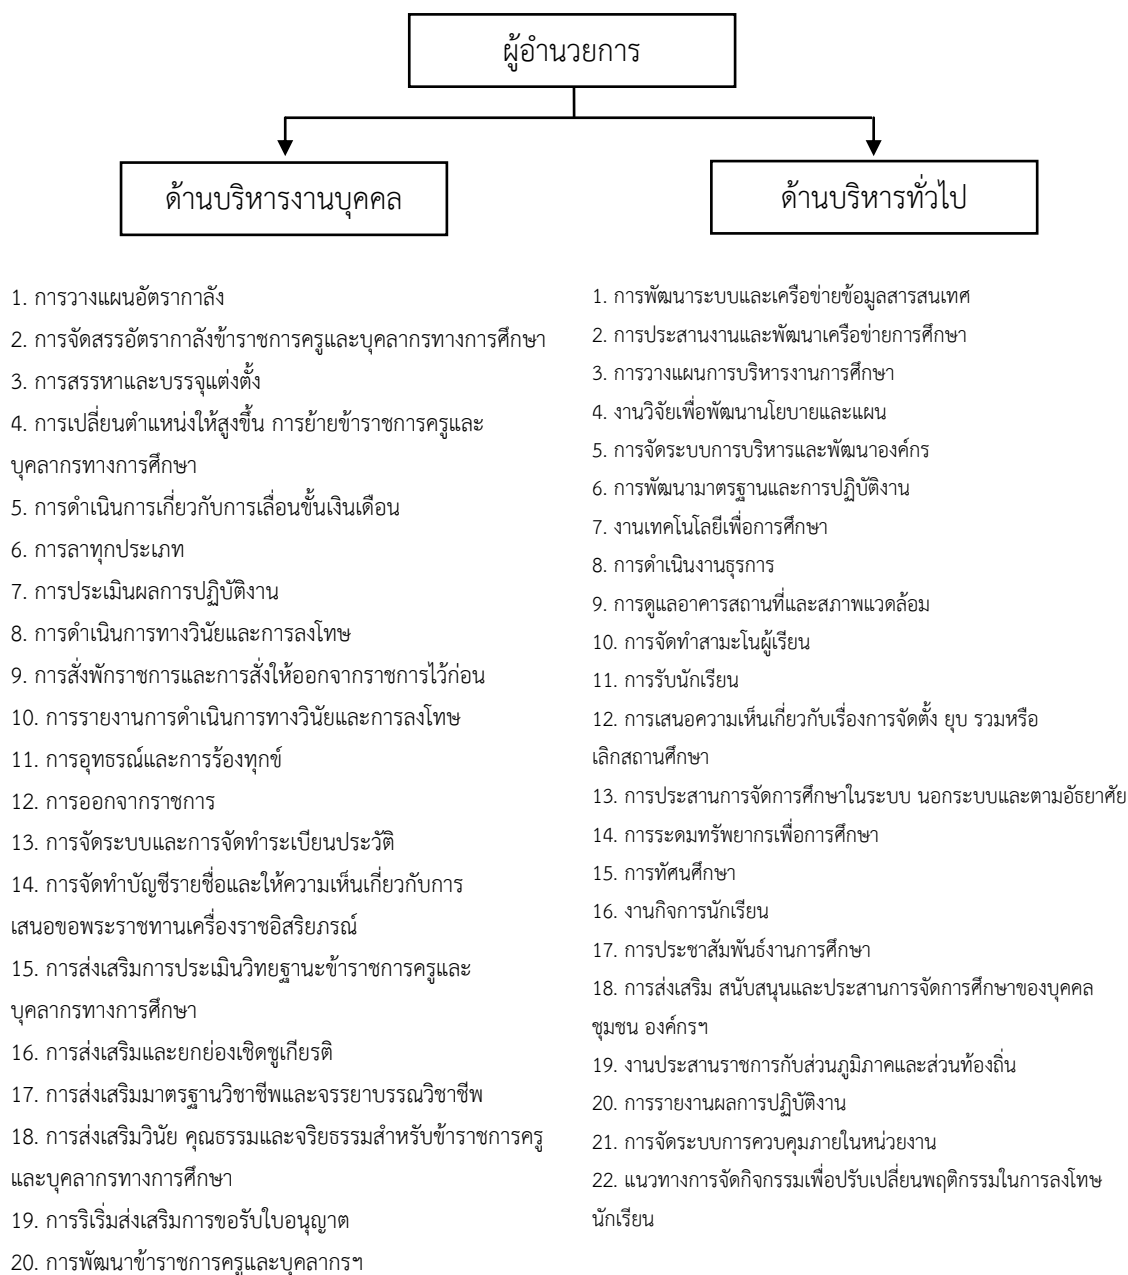 ผู้อำนวยการ
ด้านบริหารงานบุคคล
ด้านบริหารทั่วไป
1. การวางแผนอัตรากาลัง
2. การจัดสรรอัตรากาลังข้าราชการครูและบุคลากรทางการศึกษา
3. การสรรหาและบรรจุแต่งตั้ง
4. การเปลี่ยนตำแหน่งให้สูงขึ้น การย้ายข้าราชการครูและ
บุคลากรทางการศึกษา
5. การดำเนินการเกี่ยวกับการเลื่อนขั้นเงินเดือน
6. การลาทุกประเภท
7. การประเมินผลการปฏิบัติงาน
8. การดำเนินการทางวินัยและการลงโทษ
9. การสั่งพักราชการและการสั่งให้ออกจากราชการไว้ก่อน
10. การรายงานการดำเนินการทางวินัยและการลงโทษ
11. การอุทธรณ์และการร้องทุกข์
12. การออกจากราชการ
13. การจัดระบบและการจัดทำระเบียนประวัติ
14. การจัดทำบัญชีรายชื่อและให้ความเห็นเกี่ยวกับการ
เสนอขอพระราชทานเครื่องราชอิสริยภรณ์
15. การส่งเสริมการประเมินวิทยฐานะข้าราชการครูและ
บุคลากรทางการศึกษา
16. การส่งเสริมและยกย่องเชิดชูเกียรติ
17. การส่งเสริมมาตรฐานวิชาชีพและจรรยาบรรณวิชาชีพ
18. การส่งเสริมวินัย คุณธรรมและจริยธรรมสำหรับข้าราชการครู
และบุคลากรทางการศึกษา
19. การริเริ่มส่งเสริมการขอรับใบอนุญาต
20. การพัฒนาข้าราชการครูและบุคลากรฯ
1. การพัฒนาระบบและเครือข่ายข้อมูลสารสนเทศ
2. การประสานงานและพัฒนาเครือข่ายการศึกษา
3. การวางแผนการบริหารงานการศึกษา
4. งานวิจัยเพื่อพัฒนานโยบายและแผน
5. การจัดระบบการบริหารและพัฒนาองค์กร
6. การพัฒนามาตรฐานและการปฏิบัติงาน
7. งานเทคโนโลยีเพื่อการศึกษา
8. การดำเนินงานธุรการ
9. การดูแลอาคารสถานที่และสภาพแวดล้อม
10. การจัดทำสามะโนผู้เรียน
11. การรับนักเรียน
12. การเสนอความเห็นเกี่ยวกับเรื่องการจัดตั้ง ยุบ รวมหรือ
เลิกสถานศึกษา
13. การประสานการจัดการศึกษาในระบบ นอกระบบและตามอัธยาศัย
14. การระดมทรัพยากรเพื่อการศึกษา
15. การทัศนศึกษา
16. งานกิจการนักเรียน
17. การประชาสัมพันธ์งานการศึกษา
18. การส่งเสริม สนับสนุนและประสานการจัดการศึกษาของบุคคล
ชุมชน องค์กรฯ
19. งานประสานราชการกับส่วนภูมิภาคและส่วนท้องถิ่น
20. การรายงานผลการปฏิบัติงาน
21. การจัดระบบการควบคุมภายในหน่วยงาน
22. แนวทางการจัดกิจกรรมเพื่อปรับเปลี่ยนพฤติกรรมในการลงโทษ
นักเรียน